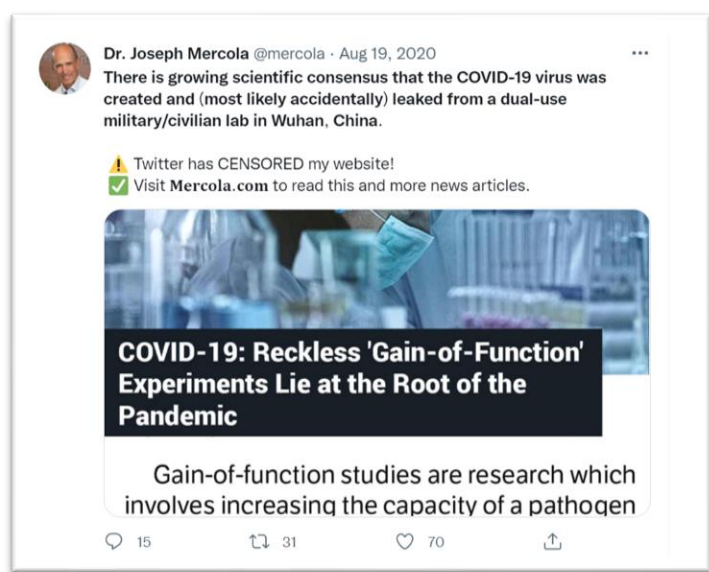 Dr. Joseph Mercola @mercola · Aug 19, 2020
There is growing scientific consensus that the COVID-19 virus was
created and (most likely accidentally) leaked from a dual-use
military/civilian lab in Wuhan, China.
⚠️ Twitter has CENSORED my website!
✅ Visit Mercola.com to read this and more news articles.
COVID-19: Reckless 'Gain-of-Function'
Experiments Lie at the Root of the
Pandemic
Gain-of-function studies are research which
involves increasing the capacity of a pathogen
15 31 70